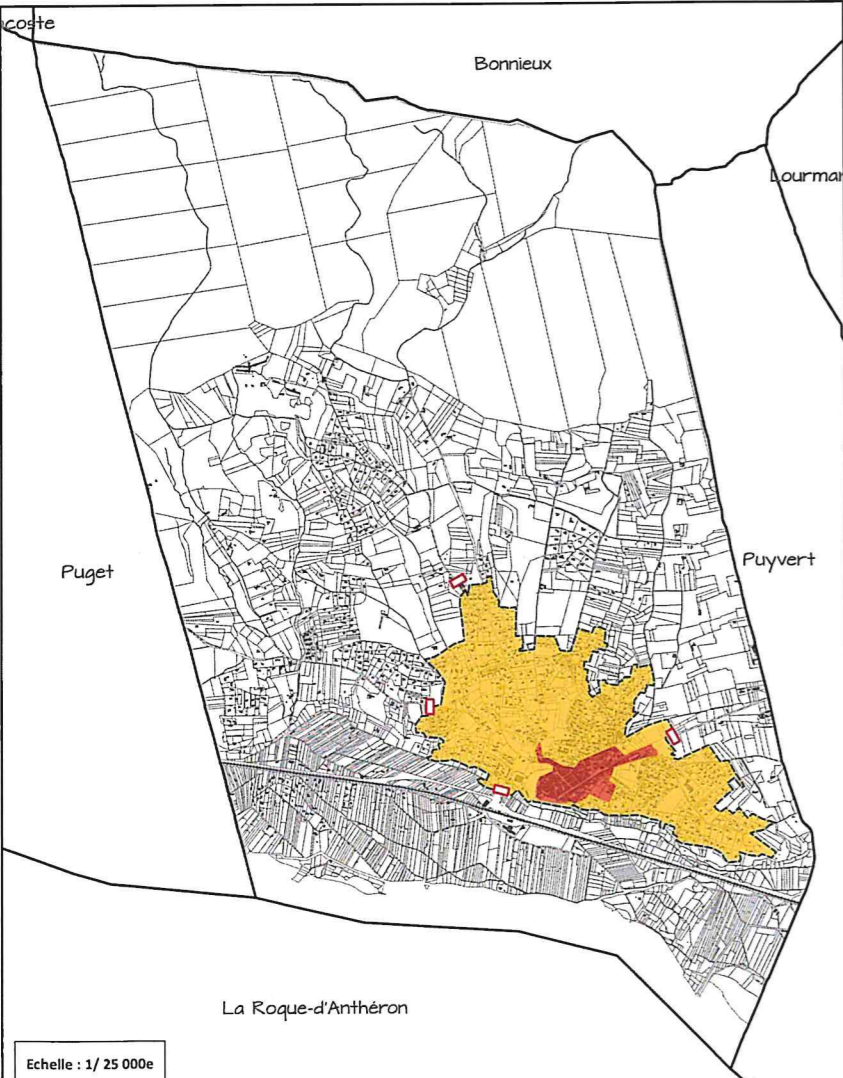 coste
Bonnieux
Lourmar
Puget
Puyvert
La Roque-d'Anthéron
Echelle : 1/ 25 000e